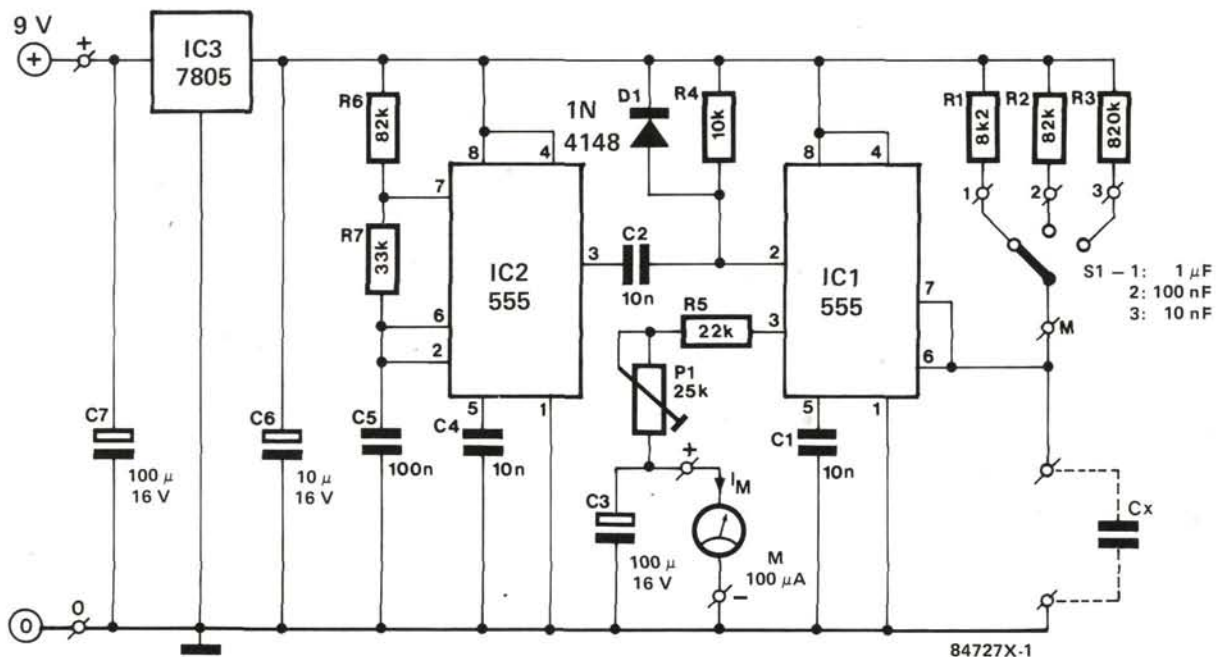 9 V
+
+
IC3
7805
R6
82k
8
4
D1
1N
4148
R4
10k
8
4
R1
8k2
R2
82k
R3
820k
7
1
2
3
R7
33k
3
C2
10n
2
IC2
555
IC1
555
7
S1 – 1: 1 µF
2: 100 nF
3: 10 nF
6
R5
22k
3
M
2
P1
25k
6
5
1
5
1
C7
100 µ
16 V
C6
10 µ
16 V
C5
100n
C4
10n
+
IM
C1
10n
C3
100 µ
16 V
M
100 µA
–
Cx
0
0
84727X-1